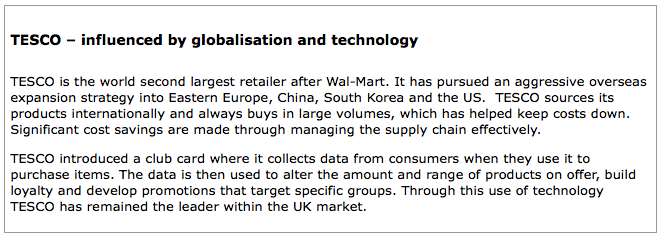 TESCO – influenced by globalisation and technology
TESCO is the world second largest retailer after Wal-Mart. It has pursued an aggressive overseas
expansion strategy into Eastern Europe, China, South Korea and the US.  TESCO sources its
products internationally and always buys in large volumes, which has helped keep costs down.
Significant cost savings are made through managing the supply chain effectively.
TESCO introduced a club card where it collects data from consumers when they use it to
purchase items. The data is then used to alter the amount and range of products on offer, build
loyalty and develop promotions that target specific groups. Through this use of technology
TESCO has remained the leader within the UK market.